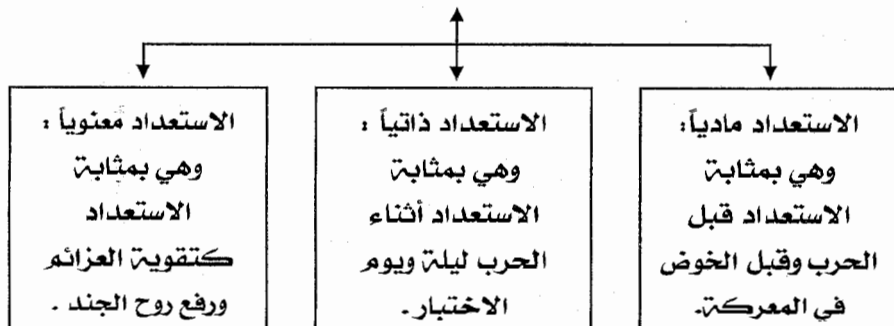 الاستعداد مادياً:
وهي بمثابة
الاستعداد قبل
الحرب وقبل الخوض
في المعركة.
الاستعداد ذاتياً :
وهي بمثابة
الاستعداد أثناء
الحرب ليلة ويوم
الاختبار.
الاستعداد معنوياً :
وهي بمثابة
الاستعداد
كتقوية العزائم
ورفع روح الجند .